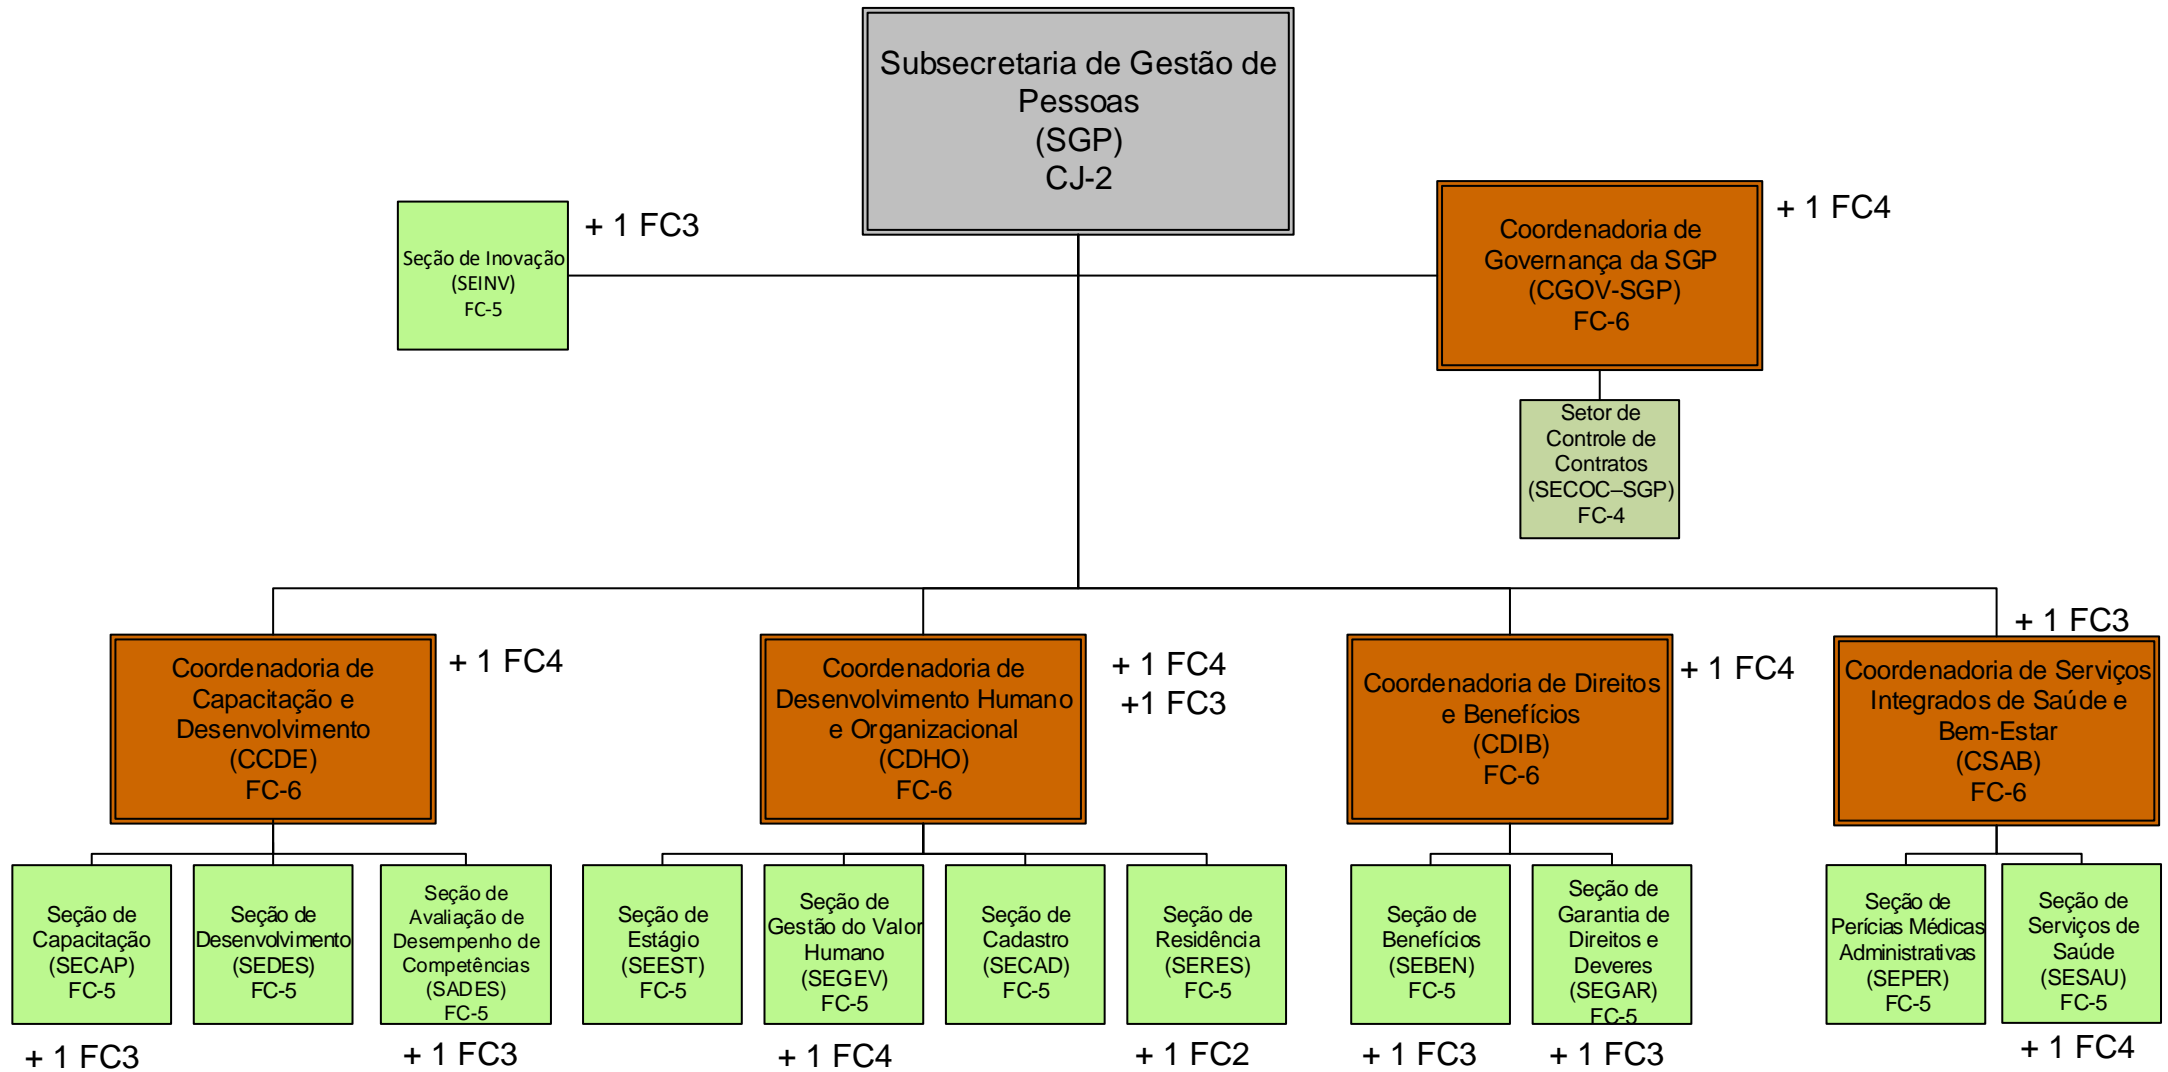 Subsecretaria de Gestão de
Pessoas
(SGP)
CJ-2
Seção de Inovação
(SEINV)
FC-5
+ 1 FC3
Coordenadoria de
Governança da SGP
(CGOV-SGP)
FC-6
+ 1 FC4
Setor de
Controle de
Contratos
(SECOC–SGP)
FC-4
Coordenadoria de
Capacitação e
Desenvolvimento
(CCDE)
FC-6
+ 1 FC4
Coordenadoria de
Desenvolvimento Humano
e Organizacional
(CDHO)
FC-6
+ 1 FC4
+1 FC3
Coordenadoria de Direitos
e Benefícios
(CDIB)
FC-6
+ 1 FC4
+ 1 FC3
Coordenadoria de Serviços
Integrados de Saúde e
Bem-Estar
(CSAB)
FC-6
Seção de
Capacitação
(SECAP)
FC-5
+ 1 FC3
Seção de
Desenvolvimento
(SEDES)
FC-5
Seção de
Avaliação de
Desempenho de
Competências
(SADES)
FC-5
+ 1 FC3
Seção de
Estágio
(SEEST)
FC-5
Seção de
Gestão do Valor
Humano
(SEGEV)
FC-5
+ 1 FC4
Seção de
Cadastro
(SECAD)
FC-5
Seção de
Residência
(SERES)
FC-5
+ 1 FC2
Seção de
Benefícios
(SEBEN)
FC-5
+ 1 FC3
Seção de
Garantia de
Direitos e
Deveres
(SEGAR)
FC-5
+ 1 FC3
Seção de
Perícias Médicas
Administrativas
(SEPER)
FC-5
Seção de
Serviços de
Saúde
(SESAU)
FC-5
+ 1 FC4